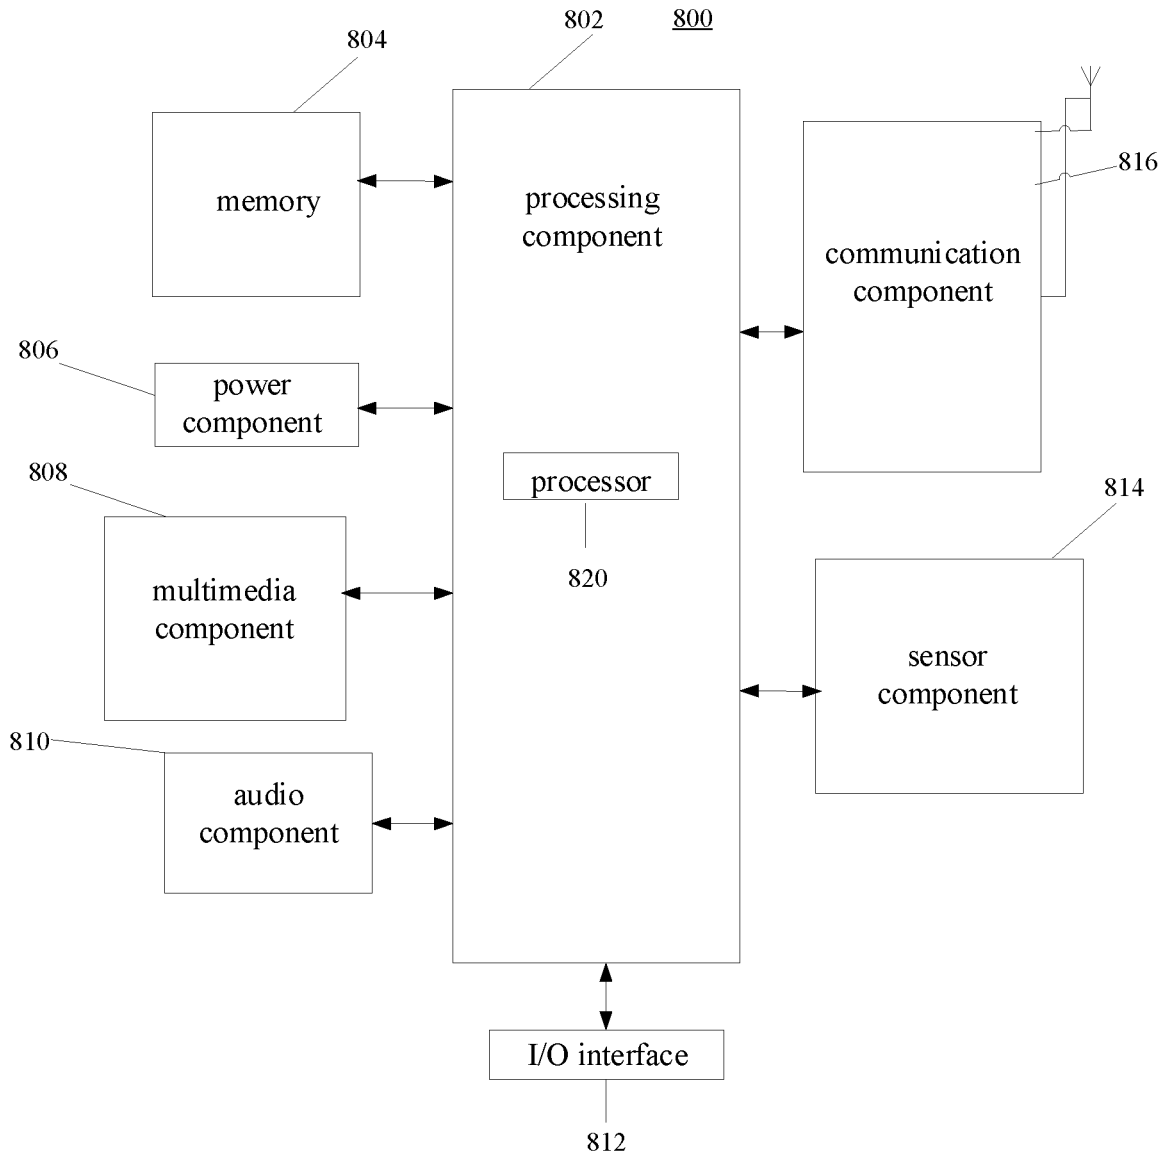 802
800
804
816
memory
processing
component
communication
component
806
power
component
808
processor
814
820
multimedia
component
sensor
component
810
audio
component
I/O interface
812